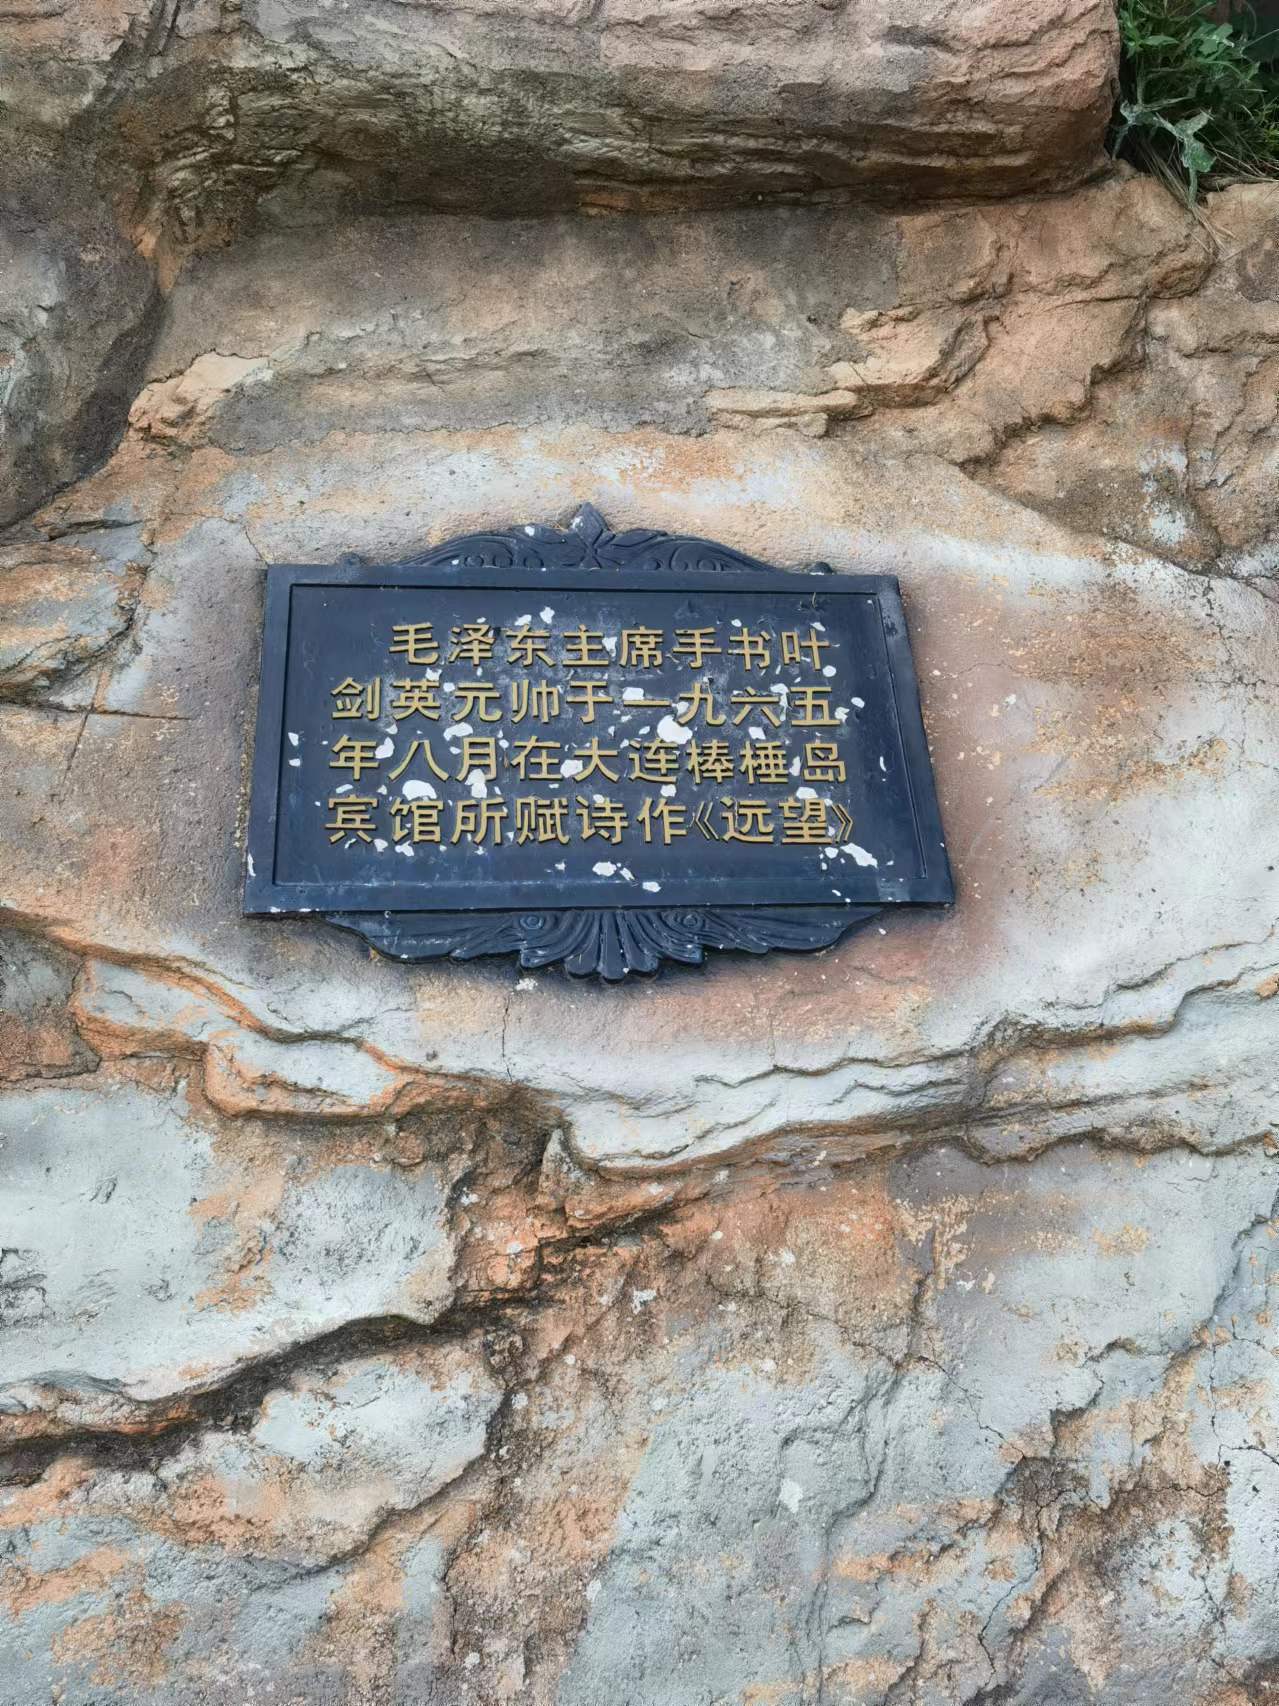 毛泽东主席手书叶
剑英元帅于一九六五
年八月在大连棒棰岛
宾馆所赋诗作《远望》